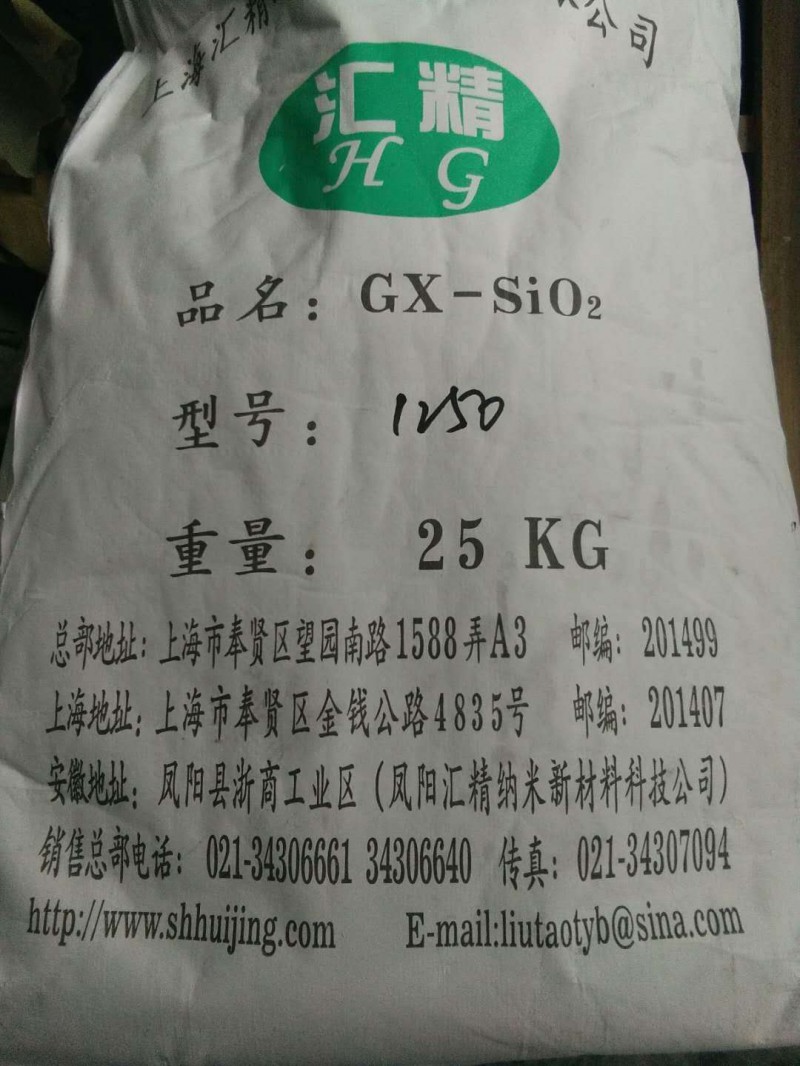 上海汇精
公司
汇精
HG
品名：GX-SiO₂
型号：1250
重量：25 KG
总部地址：上海市奉贤区望园南路1588弄A3 邮编：201499
上海地址：上海市奉贤区金钱公路4835号 邮编：201407
安徽地址：凤阳县浙商工业区（凤阳汇精纳米新材料科技公司）
销售总部电话：021-34306661 34306640 传真：021-34307094
http://www.shhuijing.com E-mail:liutaotyb@sina.com